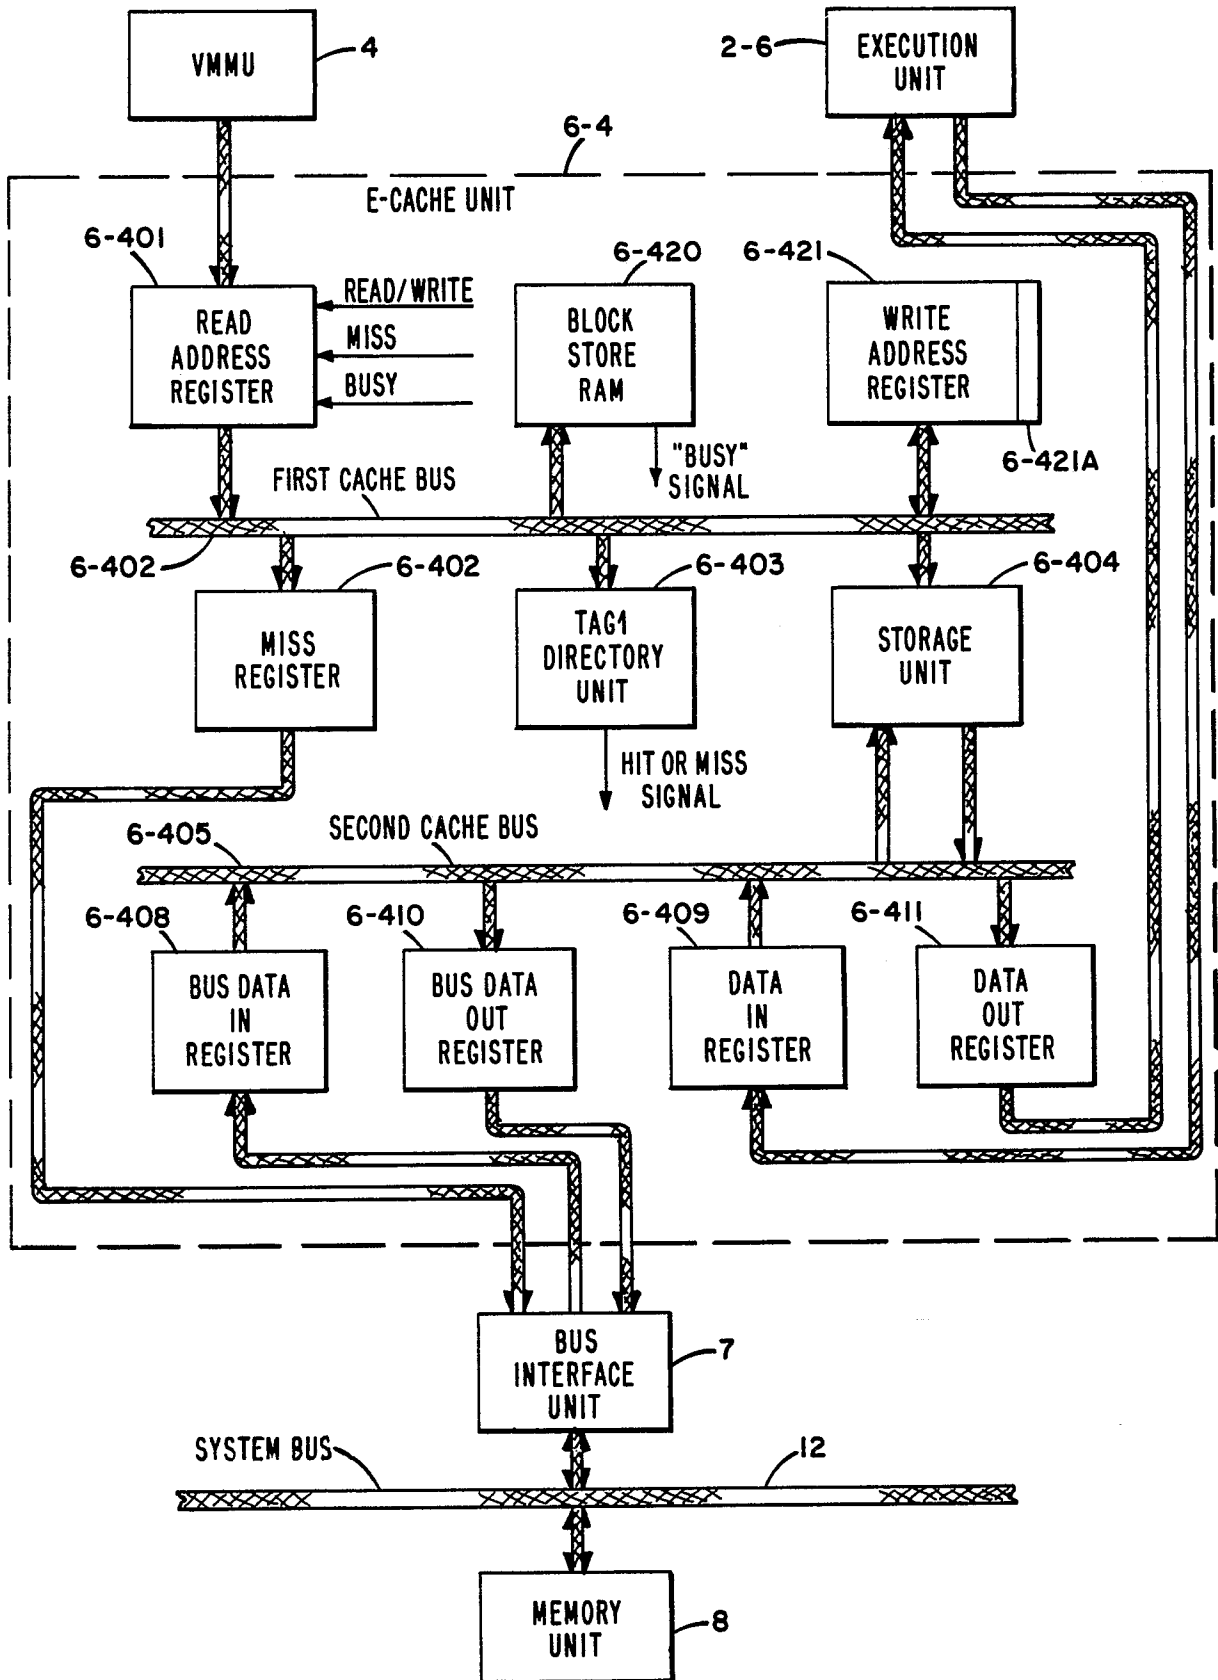 VMMU
4
2-6
EXECUTION
UNIT
6-4
E-CACHE UNIT
6-401
READ
ADDRESS
REGISTER
READ/WRITE
MISS
BUSY
6-420
BLOCK
STORE
RAM
"BUSY"
SIGNAL
6-421
WRITE
ADDRESS
REGISTER
6-421A
FIRST CACHE BUS
6-402
6-402
MISS
REGISTER
6-403
TAG1
DIRECTORY
UNIT
HIT OR MISS
SIGNAL
6-404
STORAGE
UNIT
6-405
SECOND CACHE BUS
6-408
BUS DATA
IN
REGISTER
6-410
BUS DATA
OUT
REGISTER
6-409
DATA
IN
REGISTER
6-411
DATA
OUT
REGISTER
BUS
INTERFACE
UNIT
7
SYSTEM BUS
12
MEMORY
UNIT
8